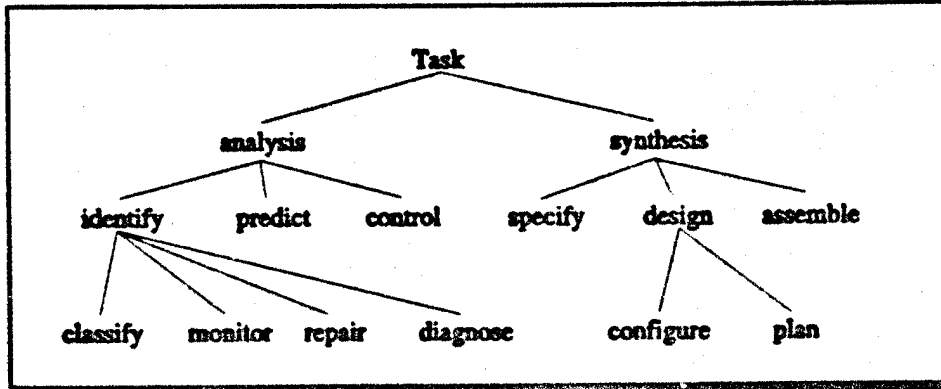 Task
analysis synthesis
identify predict control specify design assemble
classify monitor repair diagnose configure plan